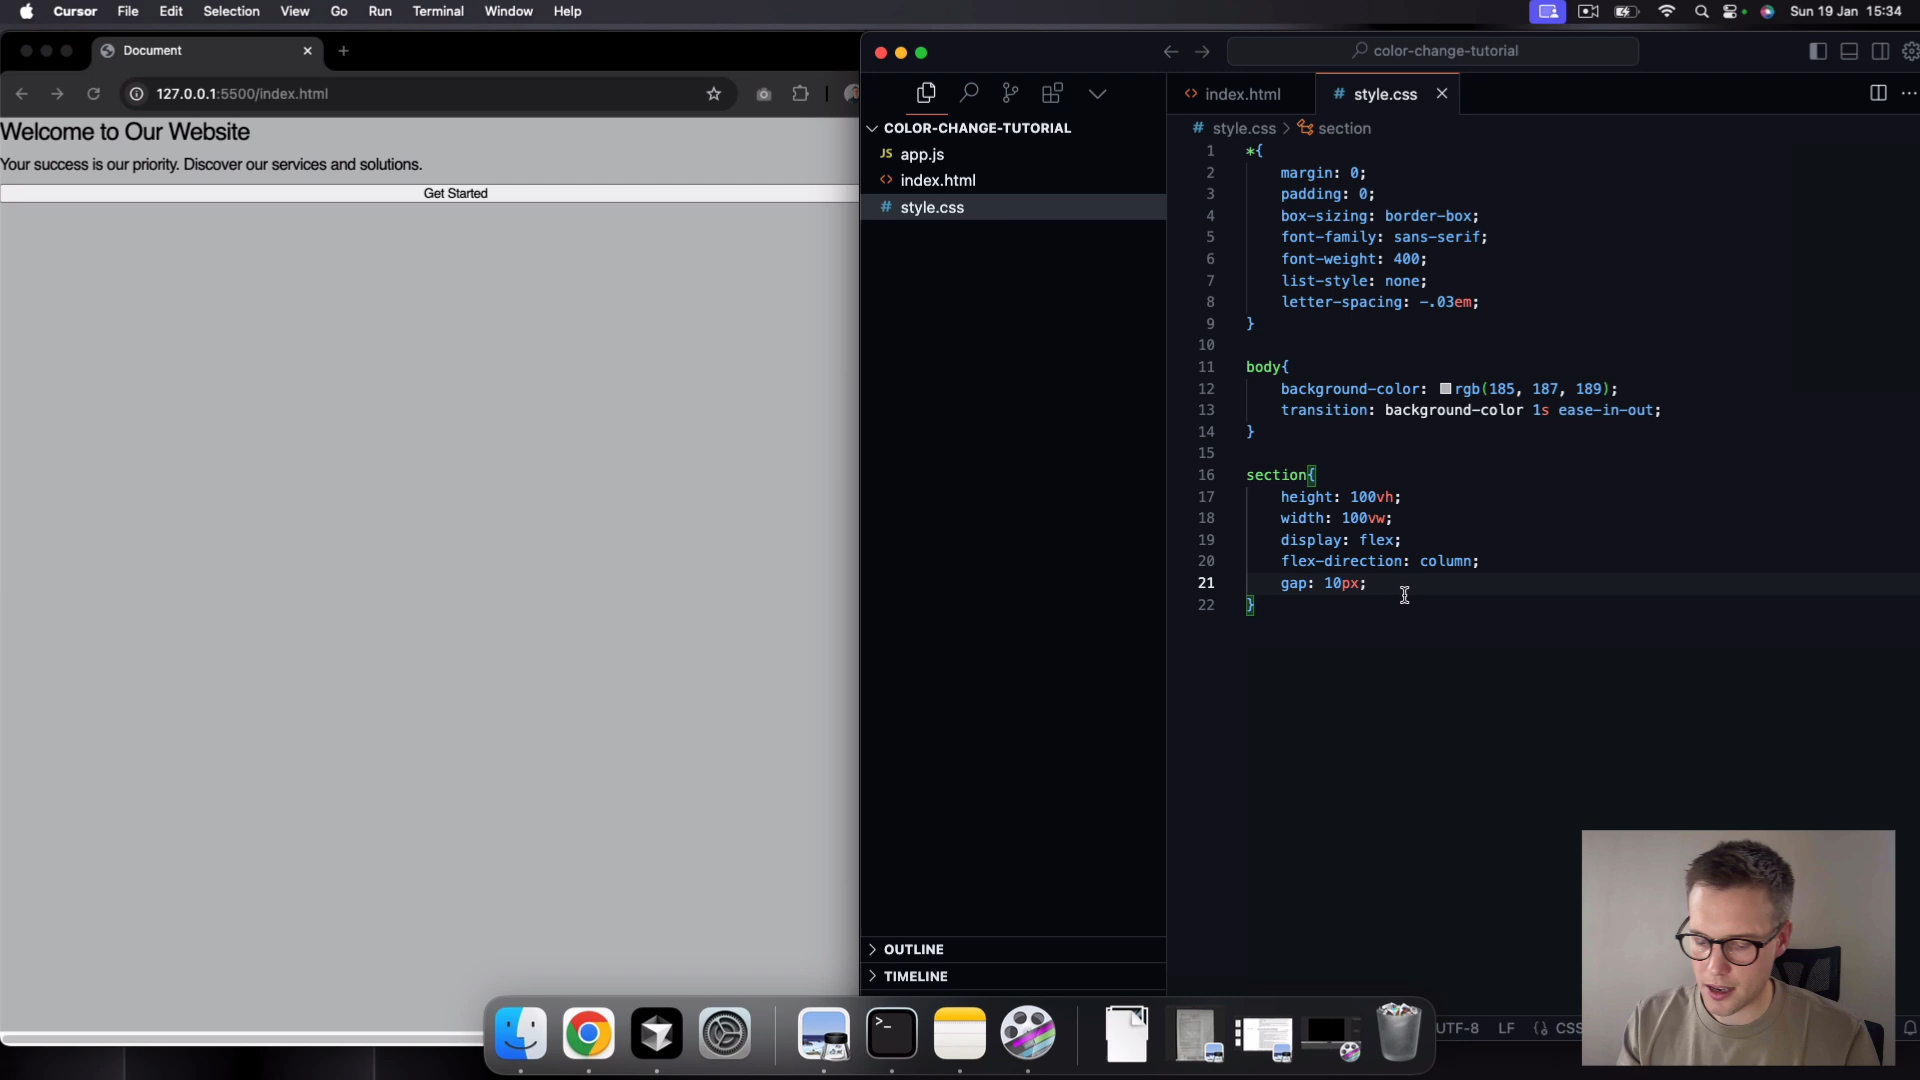 Cursor File Edit Selection View Go Run Terminal Window Help Sun 19 Jan 15:34
Document
127.0.0.1:5500/index.html
Welcome to Our Website
Your success is our priority. Discover our services and solutions.
Get Started
color-change-tutorial
COLOR-CHANGE-TUTORIAL
JS app.js
<> index.html
# style.css
OUTLINE
TIMELINE
<> index.html # style.css
# style.css > section
1 *{
2 margin: 0;
3 padding: 0;
4 box-sizing: border-box;
5 font-family: sans-serif;
6 font-weight: 400;
7 list-style: none;
8 letter-spacing: -.03em;
9 }
10
11 body{
12 background-color: rgb(185, 187, 189);
13 transition: background-color 1s ease-in-out;
14 }
15
16 section{
17 height: 100vh;
18 width: 100vw;
19 display: flex;
20 flex-direction: column;
21 gap: 10px;
22 }
UTF-8 LF {} CSS